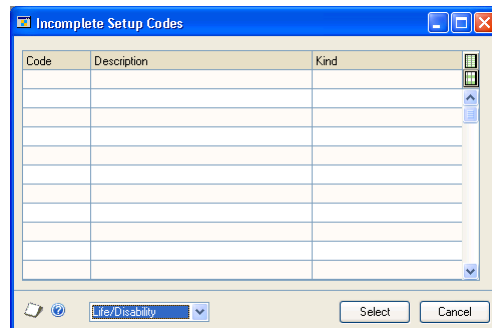 Incomplete Setup Codes
Code Description Kind
Life/Disability Select Cancel